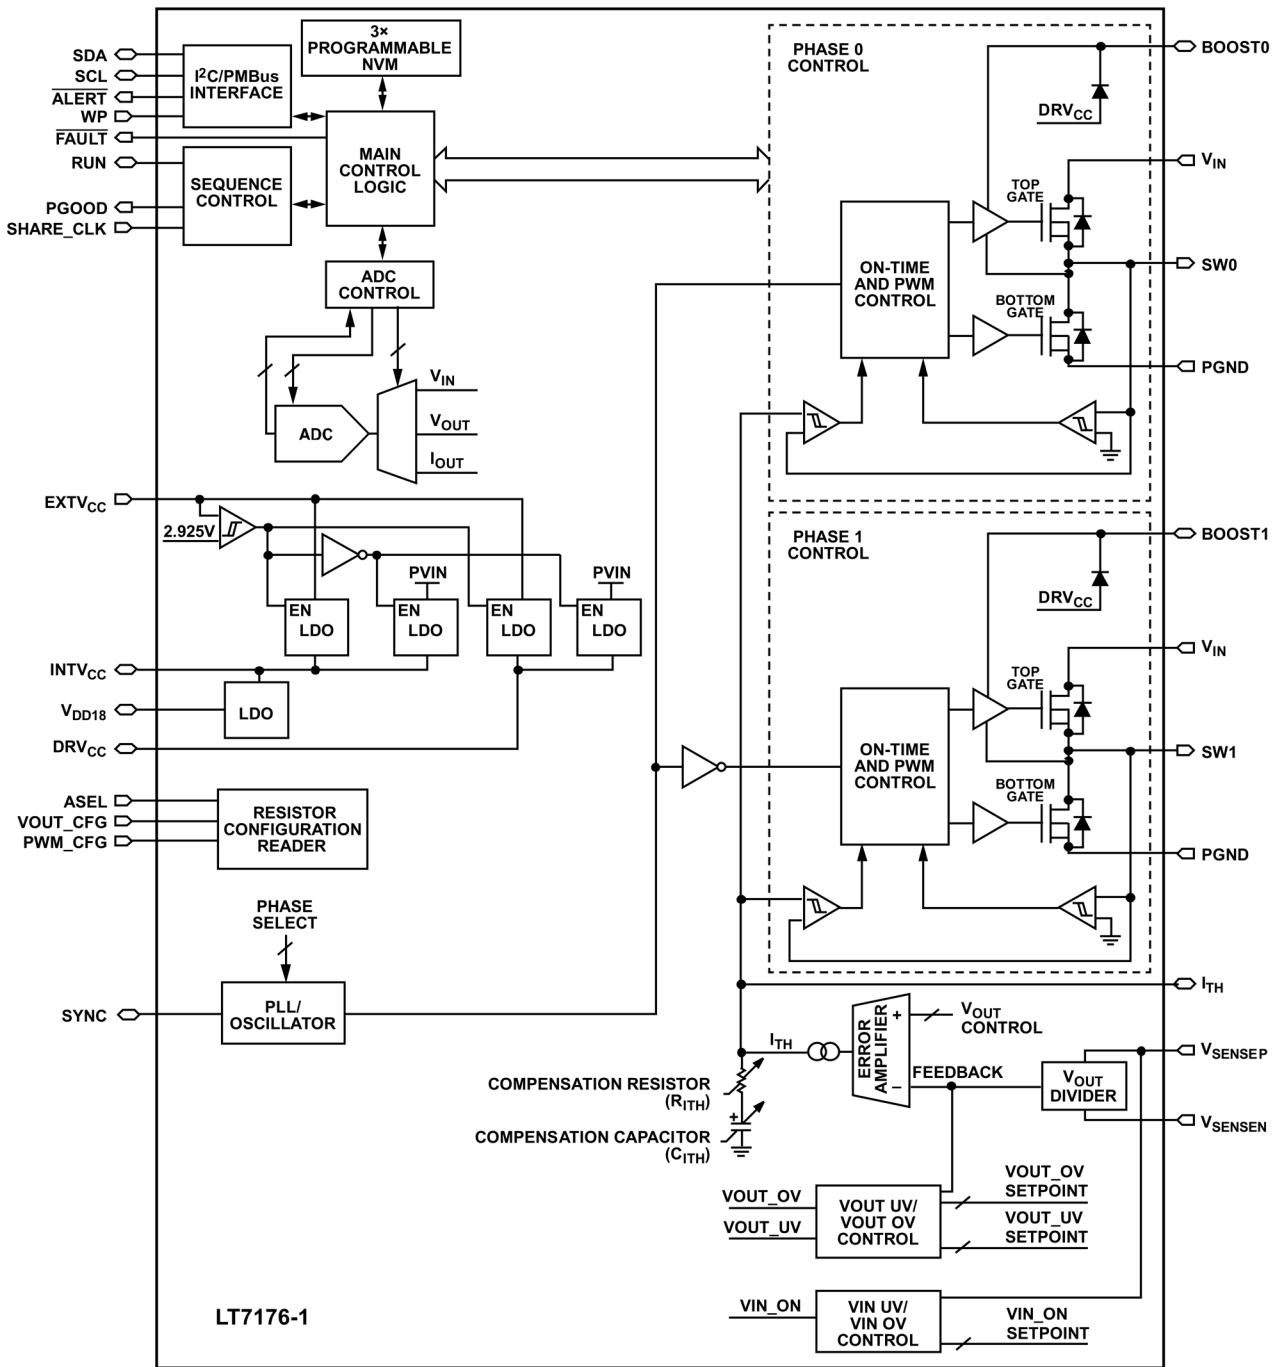 3×
PROGRAMMABLE
NVM
SDA
SCL
ALERT
WP
I²C/PMBus
INTERFACE
FAULT
RUN
PGOOD
SHARE_CLK
SEQUENCE
CONTROL
MAIN
CONTROL
LOGIC
ADC
CONTROL
ADC
VIN
VOUT
IOUT
EXTVCC
2.925V
EN
LDO
PVIN
EN
LDO
EN
LDO
PVIN
EN
LDO
INTVCC
VDD18
LDO
DRVCC
ASEL
VOUT_CFG
PWM_CFG
RESISTOR
CONFIGURATION
READER
PHASE
SELECT
SYNC
PLL/
OSCILLATOR
PHASE 0
CONTROL
BOOST0
DRVCC
VIN
TOP
GATE
ON-TIME
AND PWM
CONTROL
SW0
BOTTOM
GATE
PGND
PHASE 1
CONTROL
BOOST1
DRVCC
VIN
TOP
GATE
ON-TIME
AND PWM
CONTROL
SW1
BOTTOM
GATE
PGND
ITH
ITH
ERROR
AMPLIFIER
+
−
VOUT
CONTROL
FEEDBACK
VOUT
DIVIDER
VSENSEP
VSENSEN
COMPENSATION RESISTOR
(RITH)
+
COMPENSATION CAPACITOR
(CITH)
VOUT_OV
VOUT_UV
VOUT UV/
VOUT OV
CONTROL
VOUT_OV
SETPOINT
VOUT_UV
SETPOINT
VIN_ON
VIN UV/
VIN OV
CONTROL
VIN_ON
SETPOINT
LT7176-1